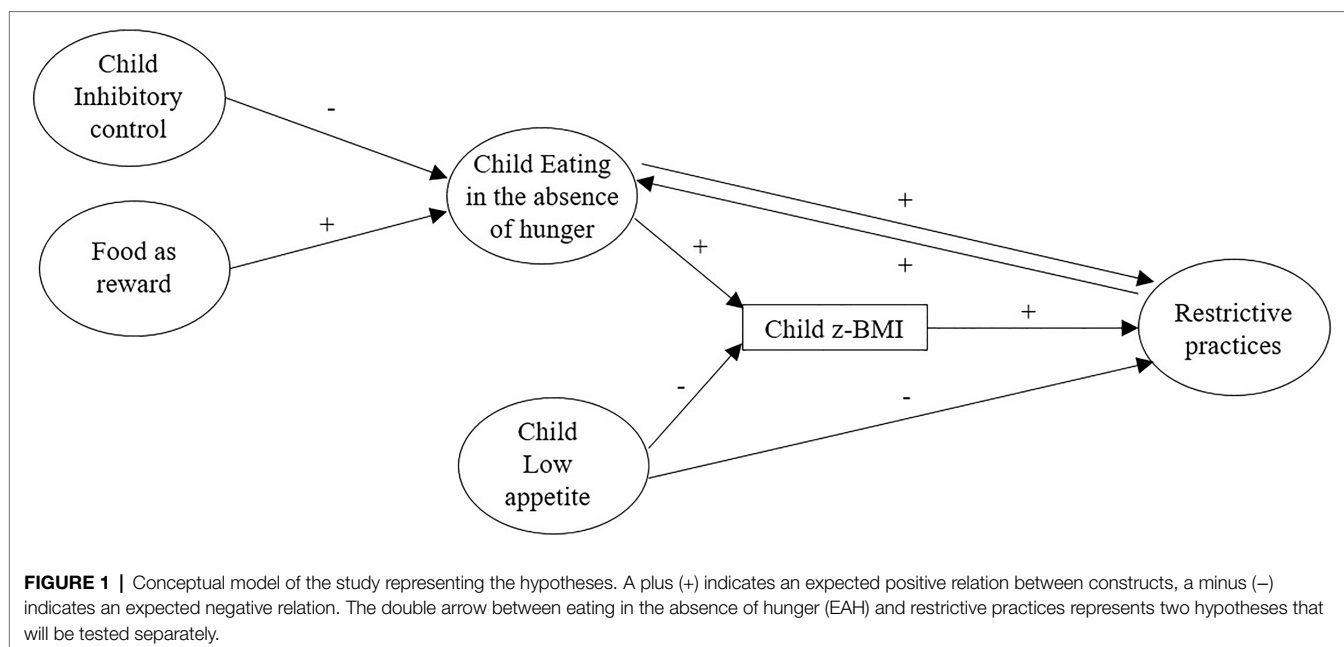 Child
Inhibitory
control
-
Food as
reward
+
Child Eating
in the absence
of hunger
+
+
+
Child z-BMI
+
Restrictive
practices
-
-
Child
Low
appetite
FIGURE 1 | Conceptual model of the study representing the hypotheses. A plus (+) indicates an expected positive relation between constructs, a minus (−)
indicates an expected negative relation. The double arrow between eating in the absence of hunger (EAH) and restrictive practices represents two hypotheses that
will be tested separately.